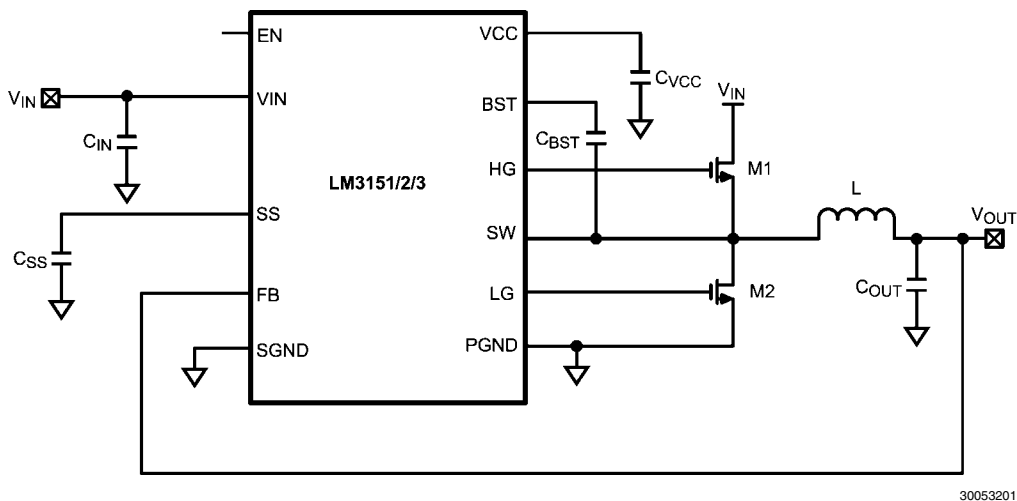 EN
VCC
CVCC
VIN
VIN
VIN
BST
CIN
CBST
HG
M1
LM3151/2/3
L
SS
SW
VOUT
CSS
FB
LG
M2
COUT
SGND
PGND
30053201